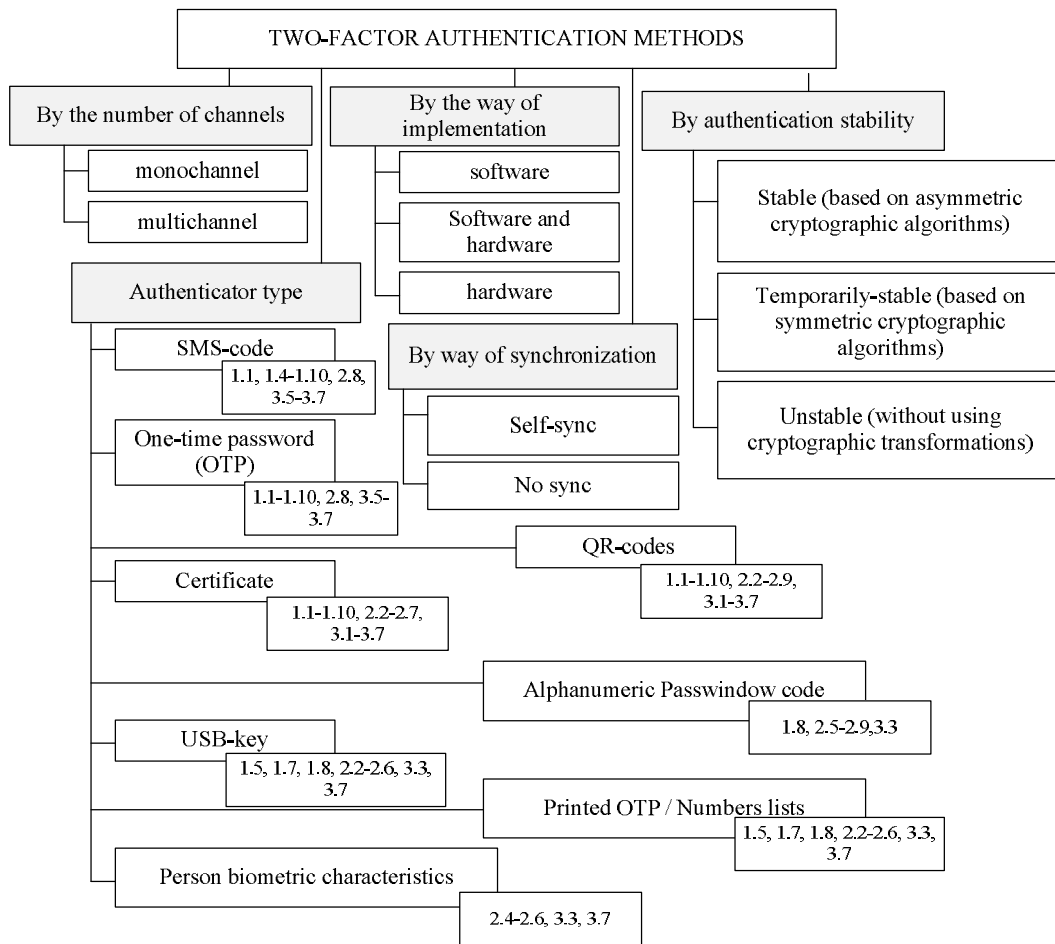 TWO-FACTOR AUTHENTICATION METHODS
By the number of channels
monochannel
multichannel
By the way of
implementation
software
Software and
hardware
hardware
By authentication stability
Stable (based on asymmetric
cryptographic algorithms)
Temporarily-stable (based on
symmetric cryptographic
algorithms)
Unstable (without using
cryptographic transformations)
Authenticator type
SMS-code
1.1, 1.4-1.10, 2.8,
3.5-3.7
One-time password
(OTP)
1.1-1.10, 2.8, 3.5-
3.7
By way of synchronization
Self-sync
No sync
QR-codes
1.1-1.10, 2.2-2.9,
3.1-3.7
Certificate
1.1-1.10, 2.2-2.7,
3.1-3.7
Alphanumeric Passwindow code
1.8, 2.5-2.9,3.3
USB-key
1.5, 1.7, 1.8, 2.2-2.6, 3.3,
3.7
Printed OTP / Numbers lists
1.5, 1.7, 1.8, 2.2-2.6, 3.3,
3.7
Person biometric characteristics
2.4-2.6, 3.3, 3.7